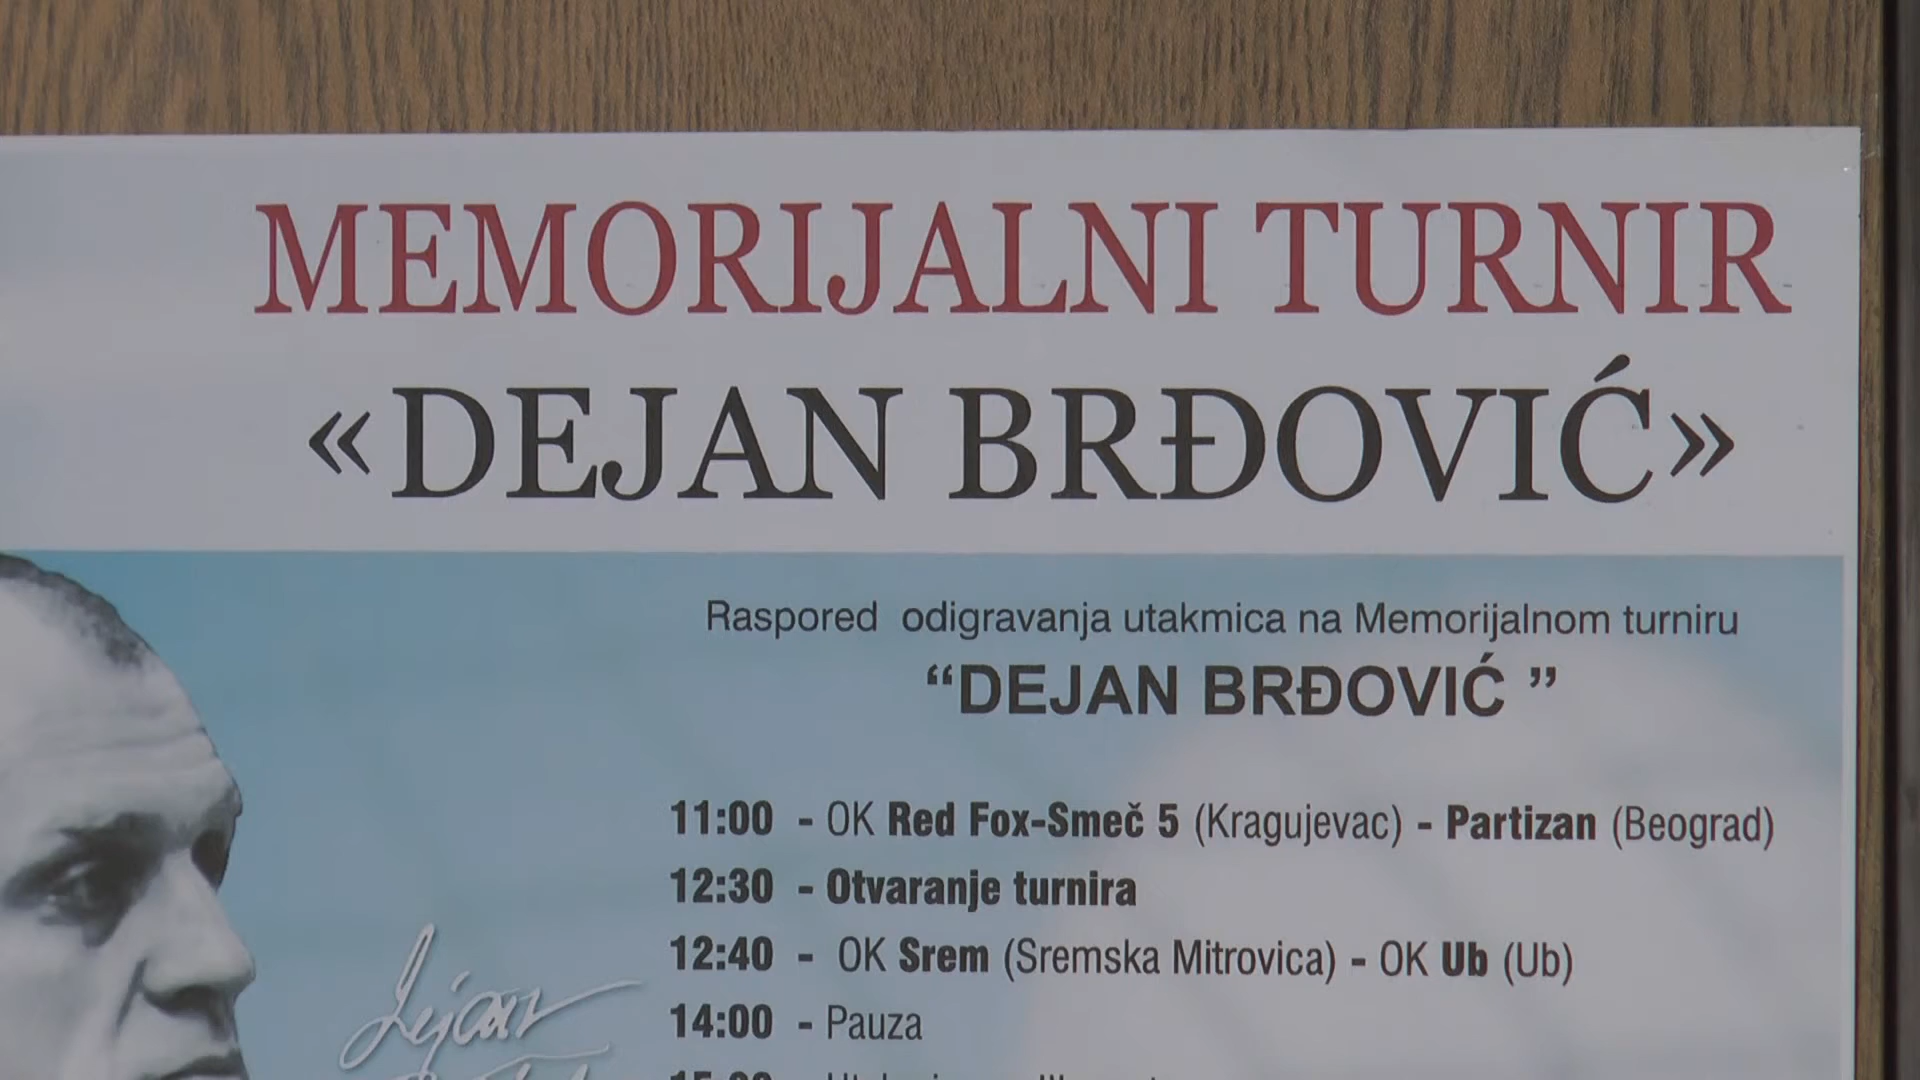 MEMORIJALNI TURNIR
«DEJAN BRĐOVIĆ»
Raspored odigravanja utakmica na Memorijalnom turniru
“DEJAN BRĐOVIĆ ”
11:00 - OK Red Fox-Smeč 5 (Kragujevac) - Partizan (Beograd)
12:30 - Otvaranje turnira
12:40 - OK Srem (Sremska Mitrovica) - OK Ub (Ub)
14:00 - Pauza
Dejan